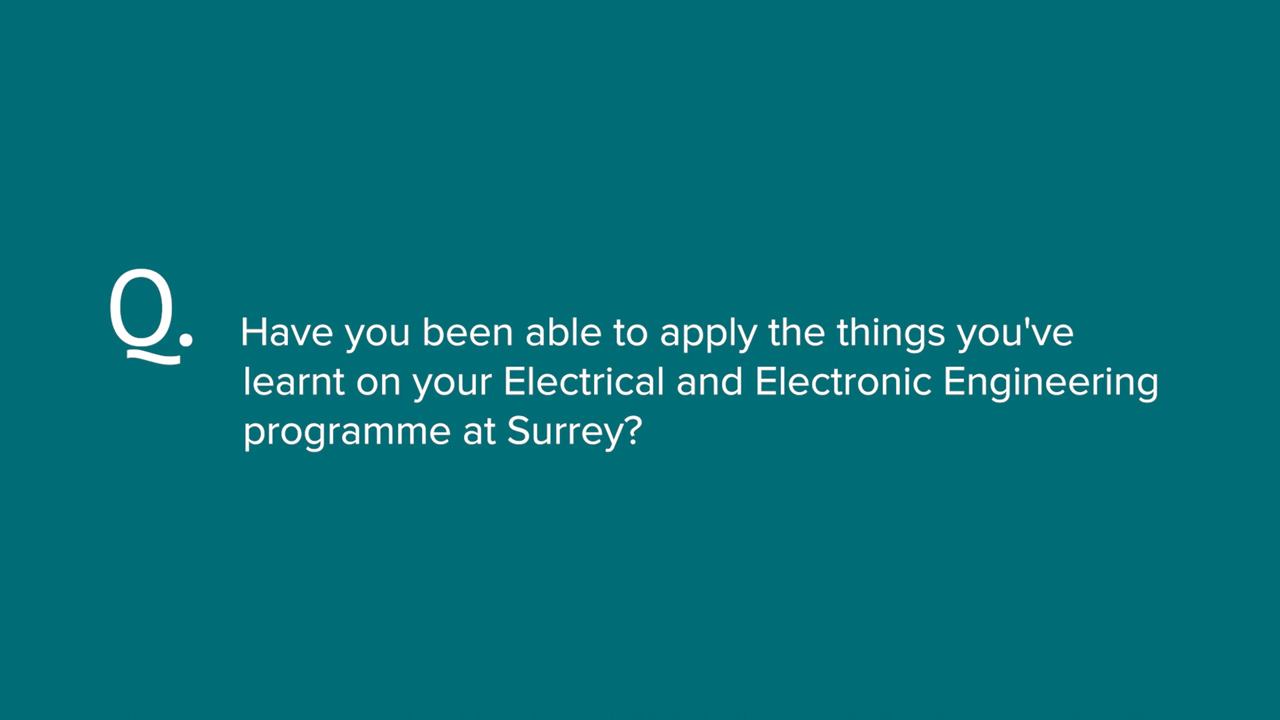 Q. Have you been able to apply the things you've
learnt on your Electrical and Electronic Engineering
programme at Surrey?